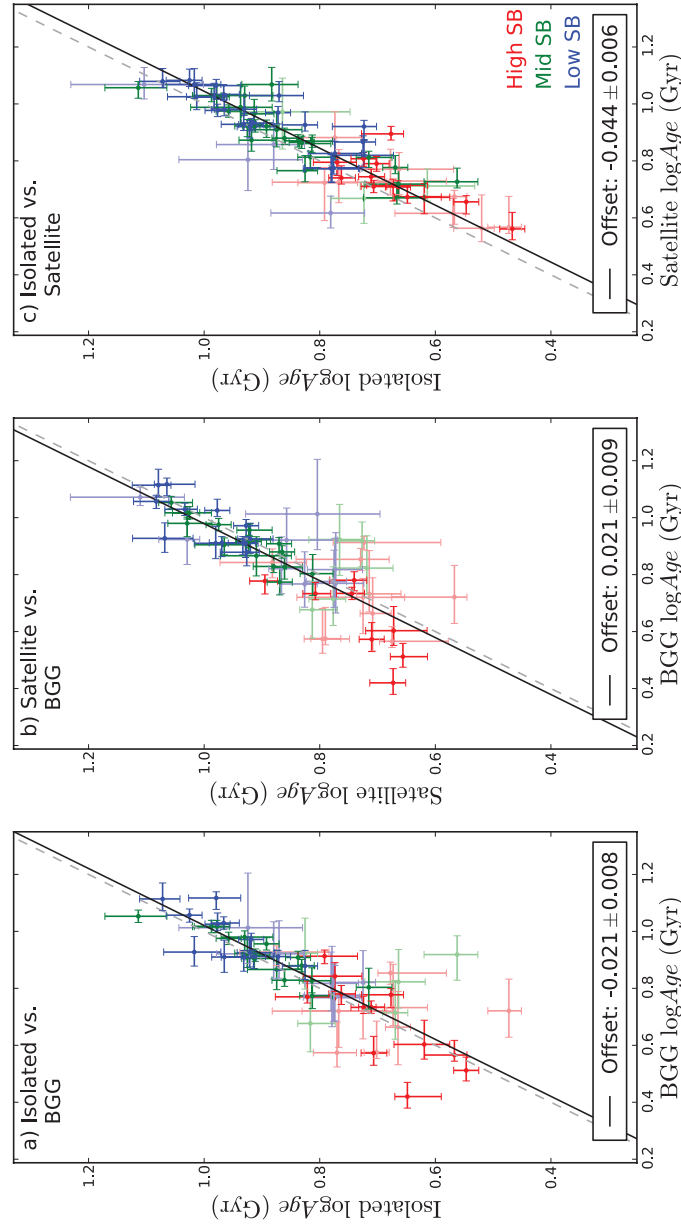 a) Isolated vs.
BGG
Isolated logAge (Gyr)
1.2
1.0
0.8
0.6
0.4
0.2
0.4
0.6
0.8
1.0
1.2
BGG logAge (Gyr)
Offset: -0.021±0.008
b) Satellite vs.
BGG
Satellite logAge (Gyr)
1.2
1.0
0.8
0.6
0.4
0.2
0.4
0.6
0.8
1.0
1.2
BGG logAge (Gyr)
Offset: 0.021±0.009
c) Isolated vs.
Satellite
Isolated logAge (Gyr)
1.2
1.0
0.8
0.6
0.4
0.2
0.4
0.6
0.8
1.0
1.2
Satellite logAge (Gyr)
High SB
Mid SB
Low SB
Offset: -0.044±0.006